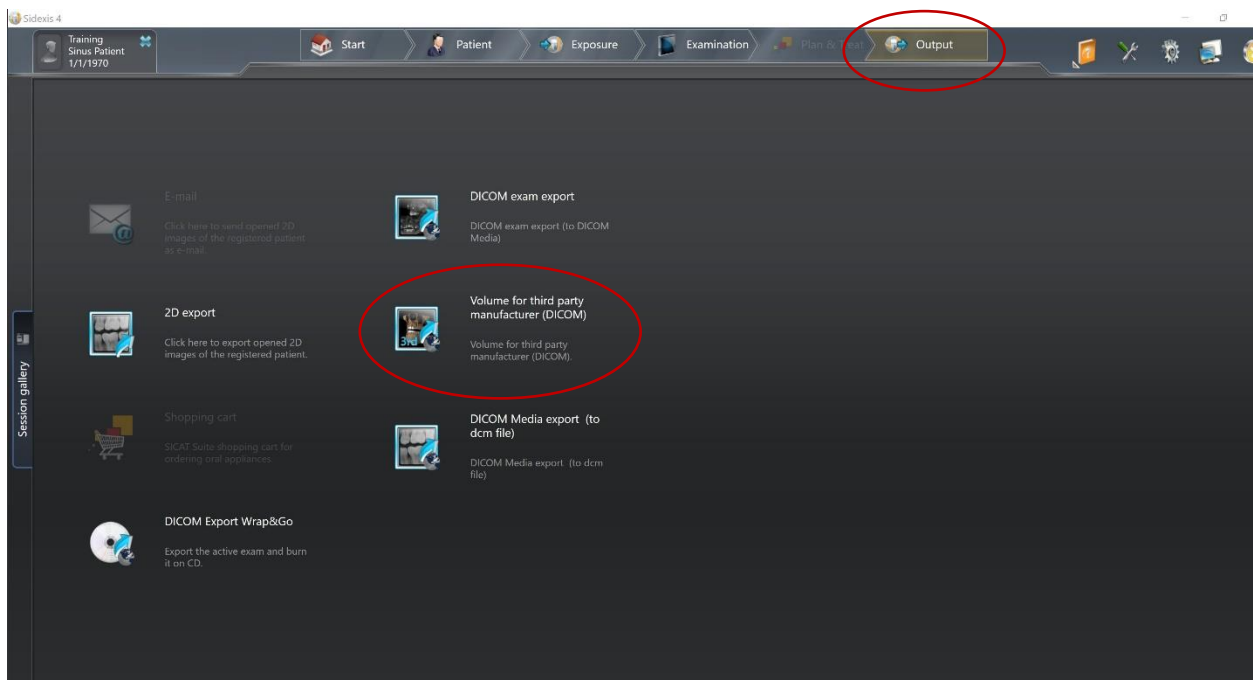 Sidexis 4
Training
Sinus Patient
1/1/1970
Start
Patient
Exposure
Examination
Plan & Treat
Output
E-mail
Click here to send opened 2D
images of the registered patient
as e-mail.
2D export
Click here to export opened 2D
images of the registered patient.
Shopping cart
SICAT Suite shopping cart for
ordering oral appliances
DICOM Export Wrap&Go
Export the active exam and burn
it on CD.
DICOM exam export
DICOM exam export (to DICOM
Media)
3rd
Volume for third party
manufacturer (DICOM)
Volume for third party
manufacturer (DICOM).
DICOM Media export (to
dcm file)
DICOM Media export (to dcm
file)
Session gallery